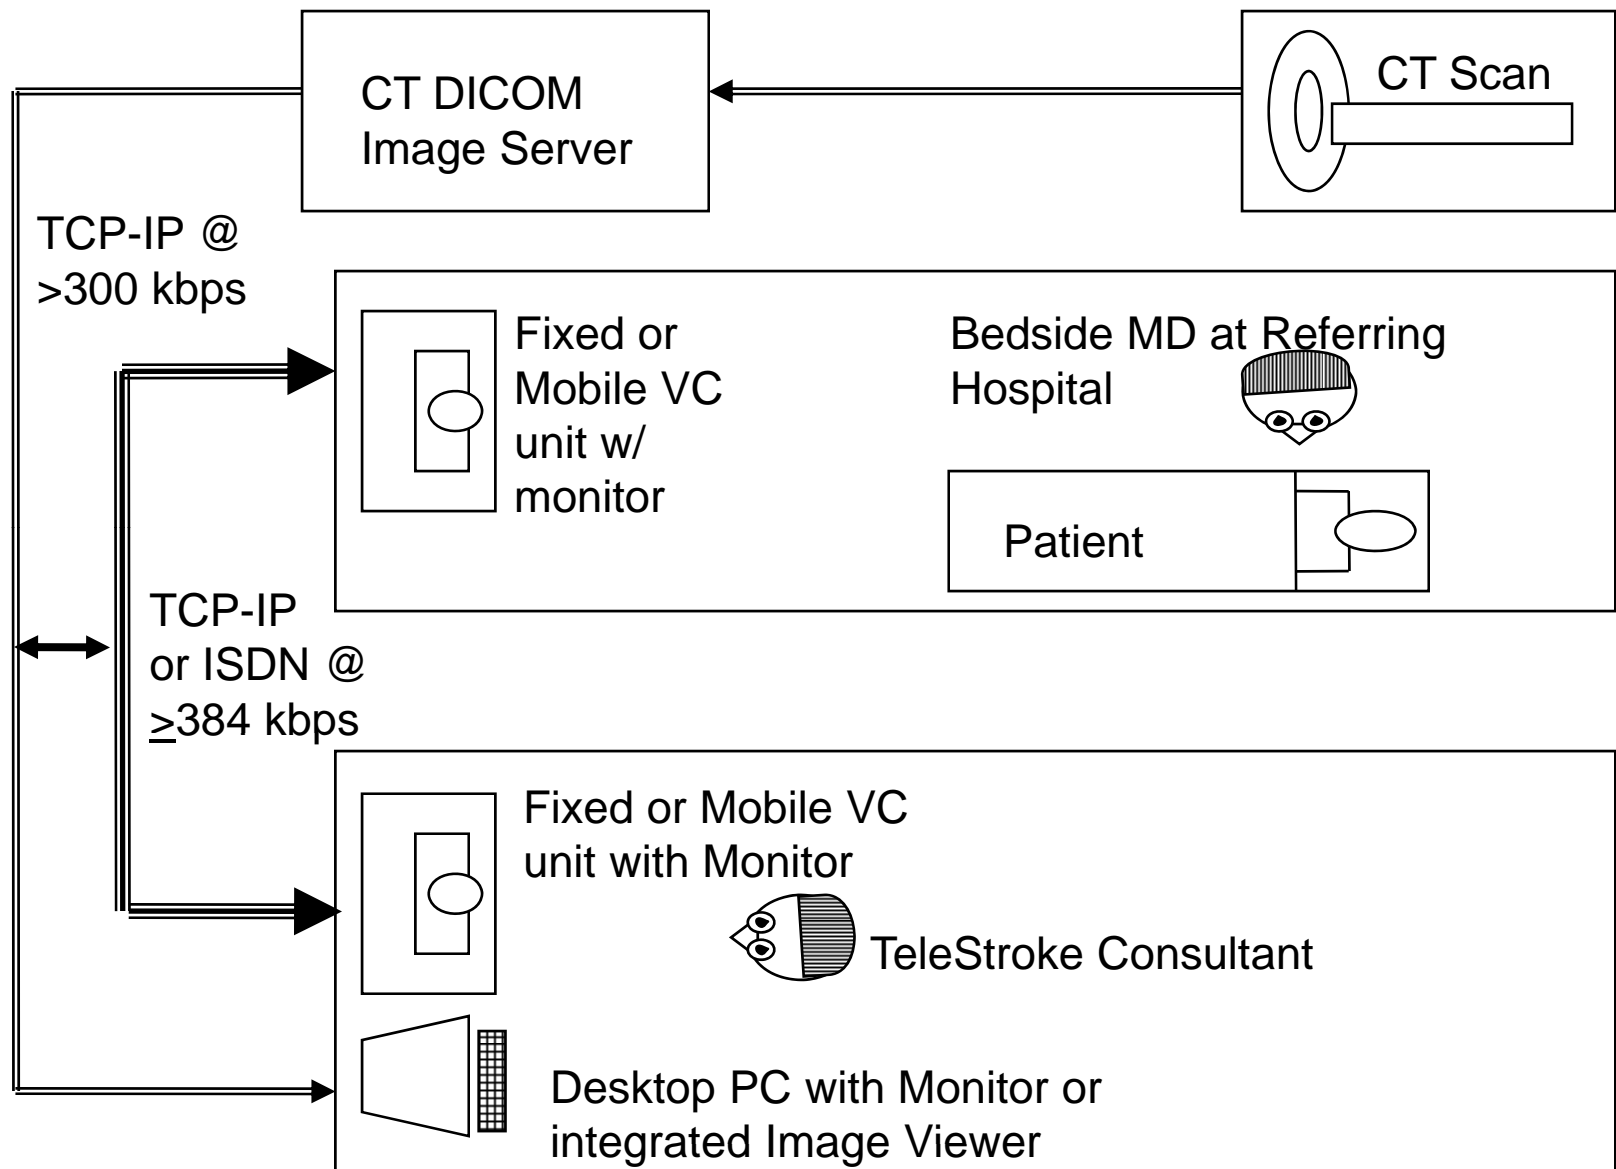 CT DICOM
Image Server
CT Scan
TCP-IP @
>300 kbps
Fixed or
Mobile VC
unit w/
monitor
Bedside MD at Referring
Hospital
Patient
TCP-IP
or ISDN @
≥384 kbps
Fixed or Mobile VC
unit with Monitor
TeleStroke Consultant
Desktop PC with Monitor or
integrated Image Viewer